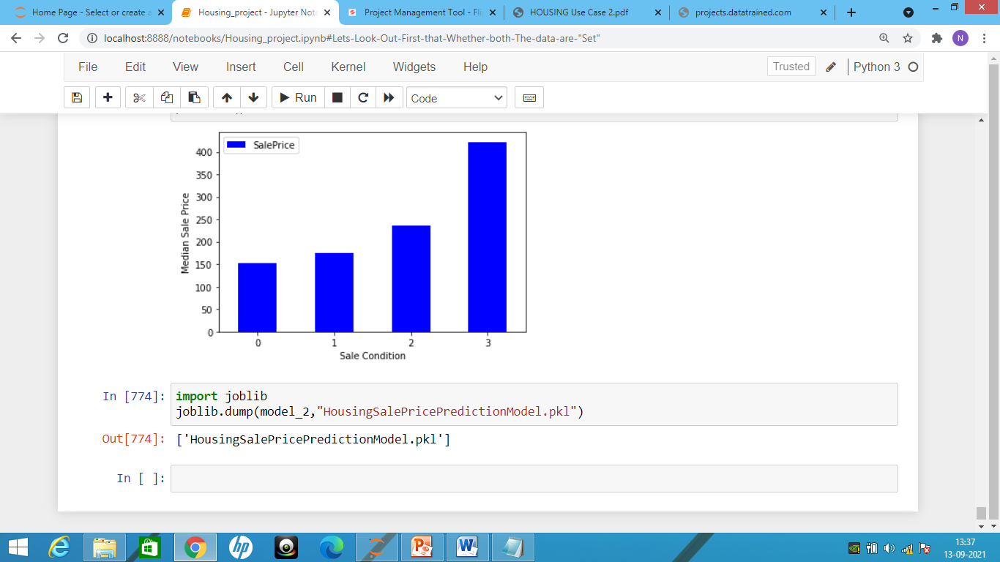 Home Page - Select or create a
Housing_project - Jupyter Note
Project Management Tool - Fli
HOUSING Use Case 2.pdf
projects.datatrained.com
localhost:8888/notebooks/Housing_project.ipynb#Lets-Look-Out-First-that-Whether-both-The-data-are-"Set"
N
File Edit View Insert Cell Kernel Widgets Help
Trusted
Python 3
Run
Code
SalePrice
400
350
300
250
200
150
100
50
0
Median Sale Price
0 1 2 3
Sale Condition
In [774]:
import joblib
joblib.dump(model_2,"HousingSalePricePredictionModel.pkl")
Out[774]: ['HousingSalePricePredictionModel.pkl']
In [ ]:
hp
13:37
13-09-2021